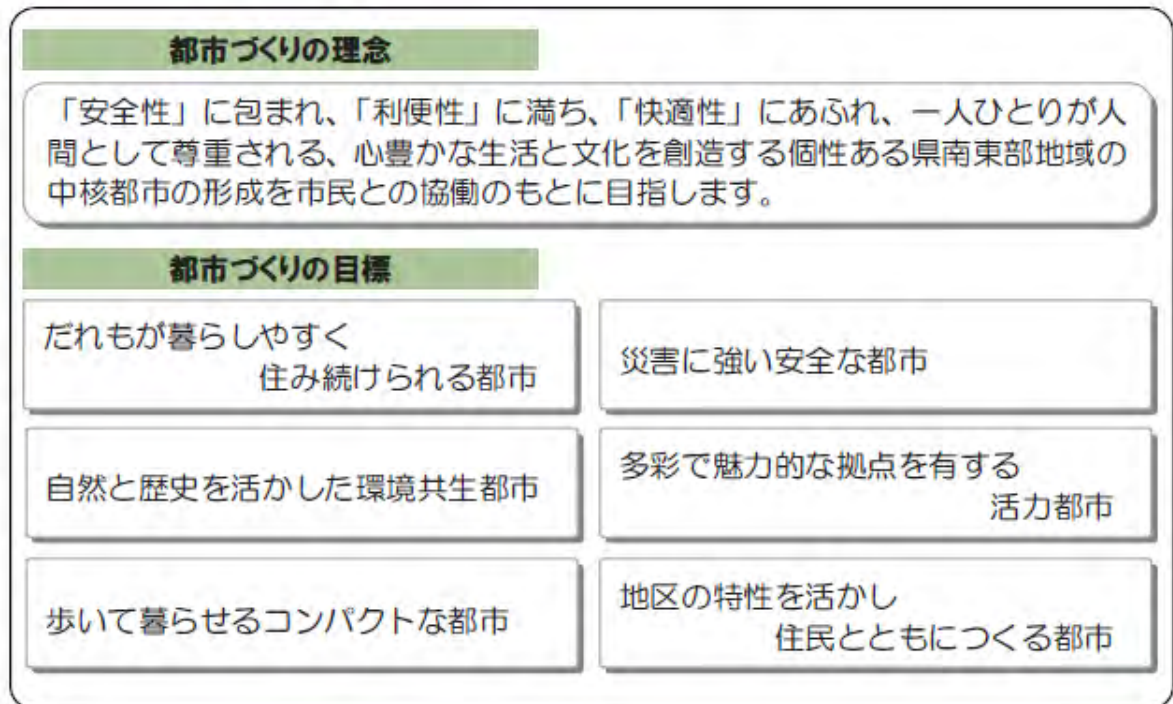 都市づくりの理念
「安全性」に包まれ、「利便性」に満ち、「快適性」にあふれ、一人ひとりが人
間として尊重される、心豊かな生活と文化を創造する個性ある県南東部地域の
中核都市の形成を市民との協働のもとに目指します。
都市づくりの目標
だれもが暮らしやすく
住み続けられる都市
災害に強い安全な都市
自然と歴史を活かした環境共生都市
多彩で魅力的な拠点を有する
活力都市
歩いて暮らせるコンパクトな都市
地区の特性を活かし
住民とともにつくる都市